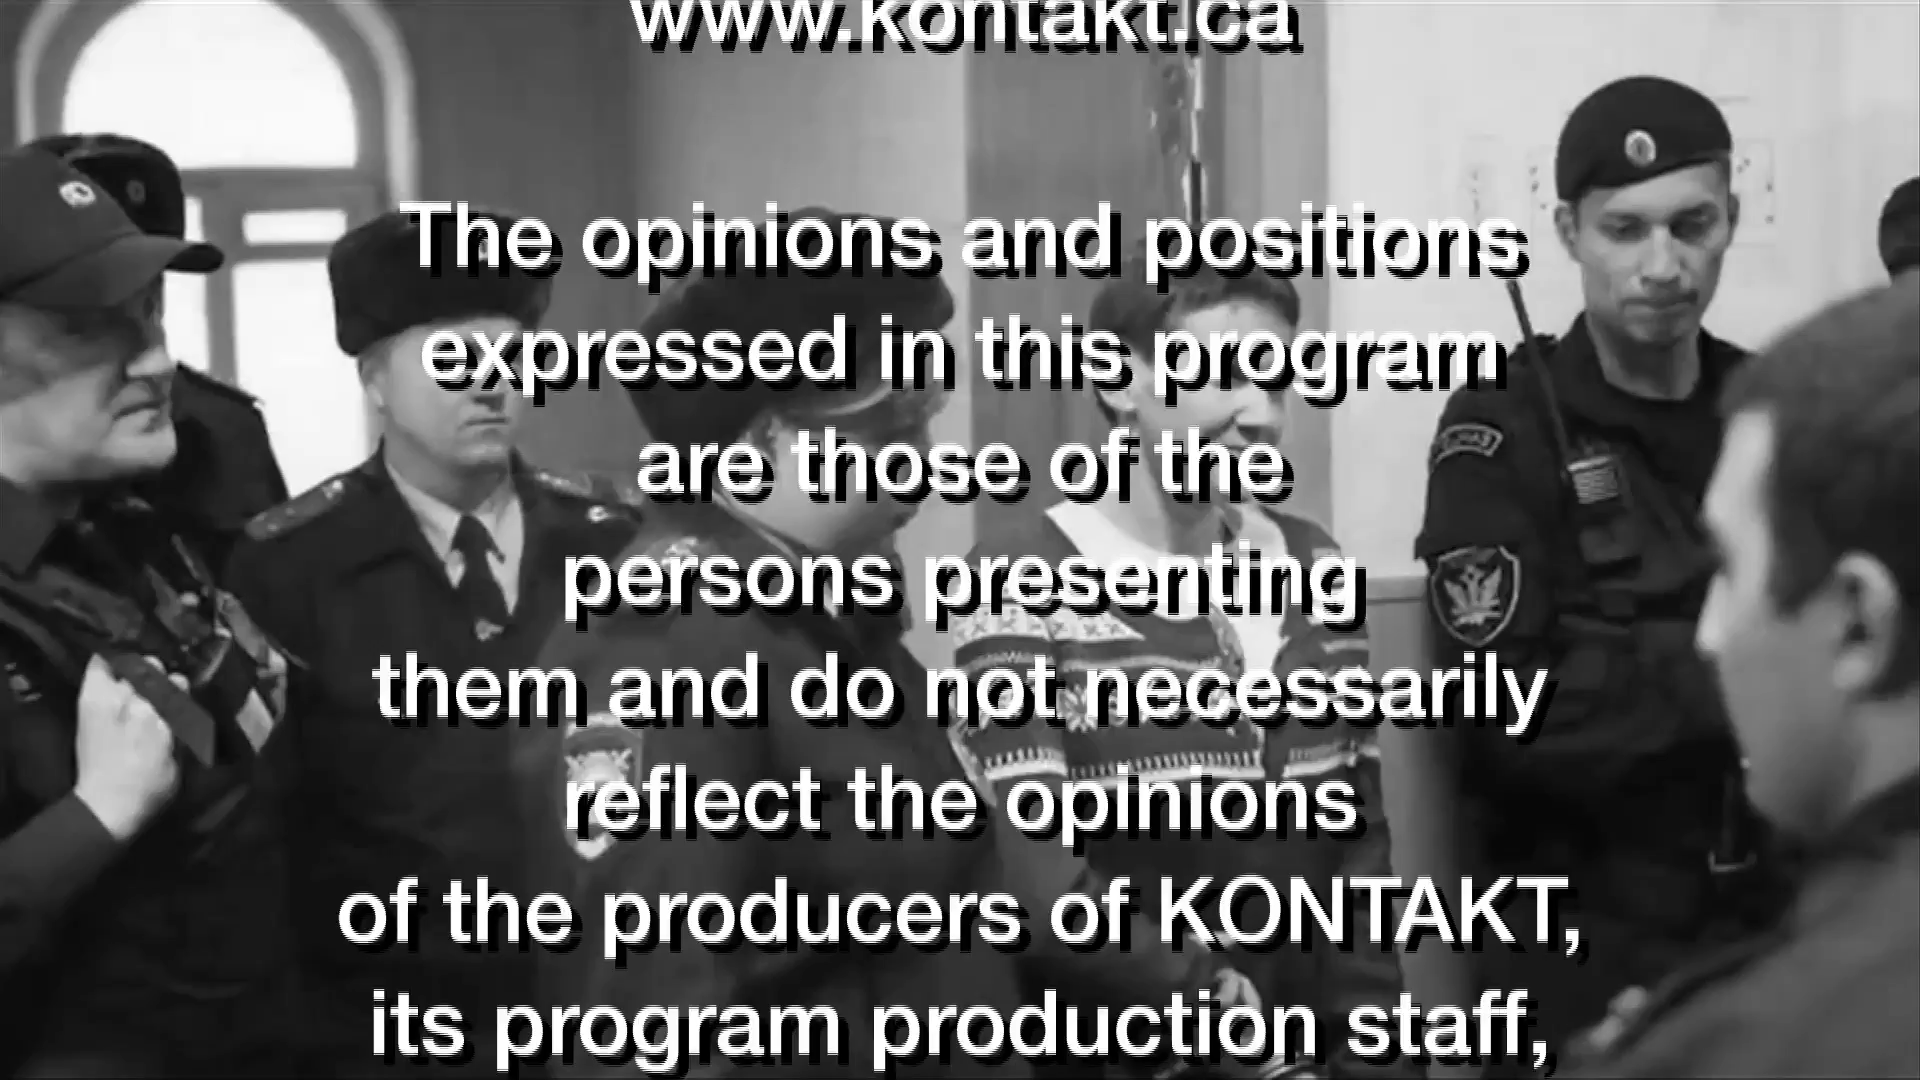 www.kontakt.ca
The opinions and positions
expressed in this program
are those of the
persons presenting
them and do not necessarily
reflect the opinions
of the producers of KONTAKT,
its program production staff,